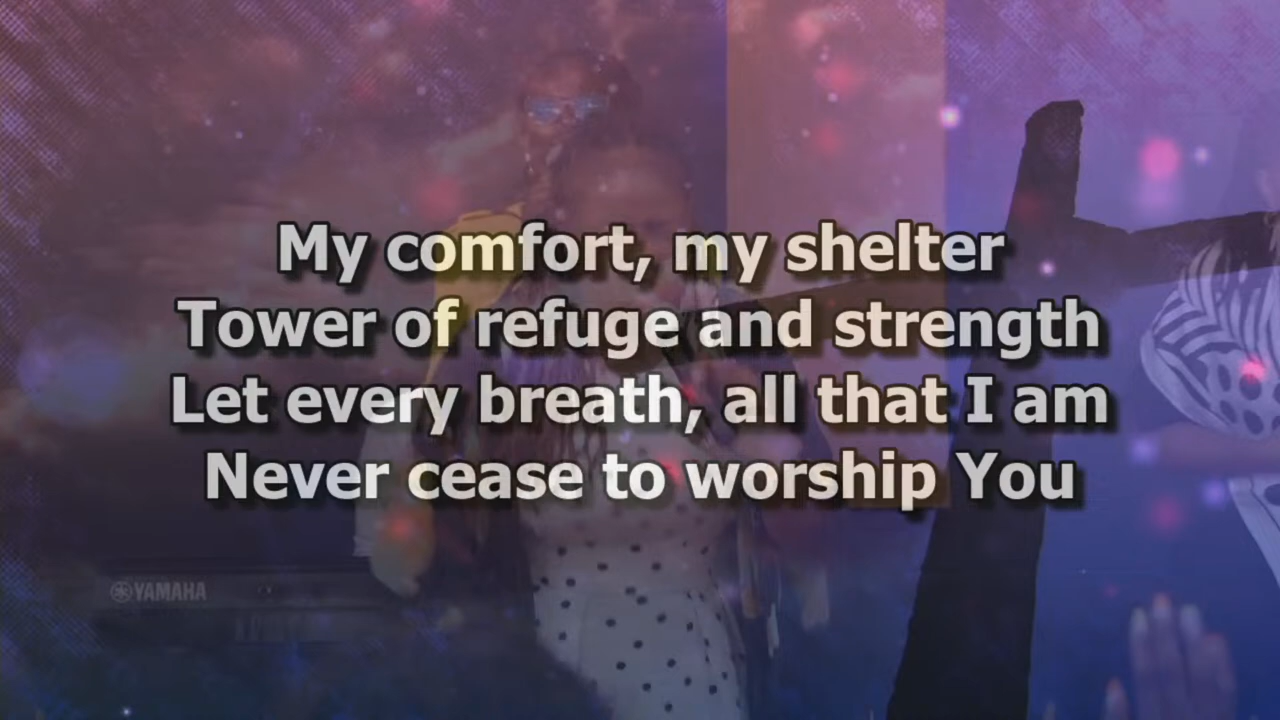 My comfort, my shelter
Tower of refuge and strength
Let every breath, all that I am
Never cease to worship You
YAMAHA